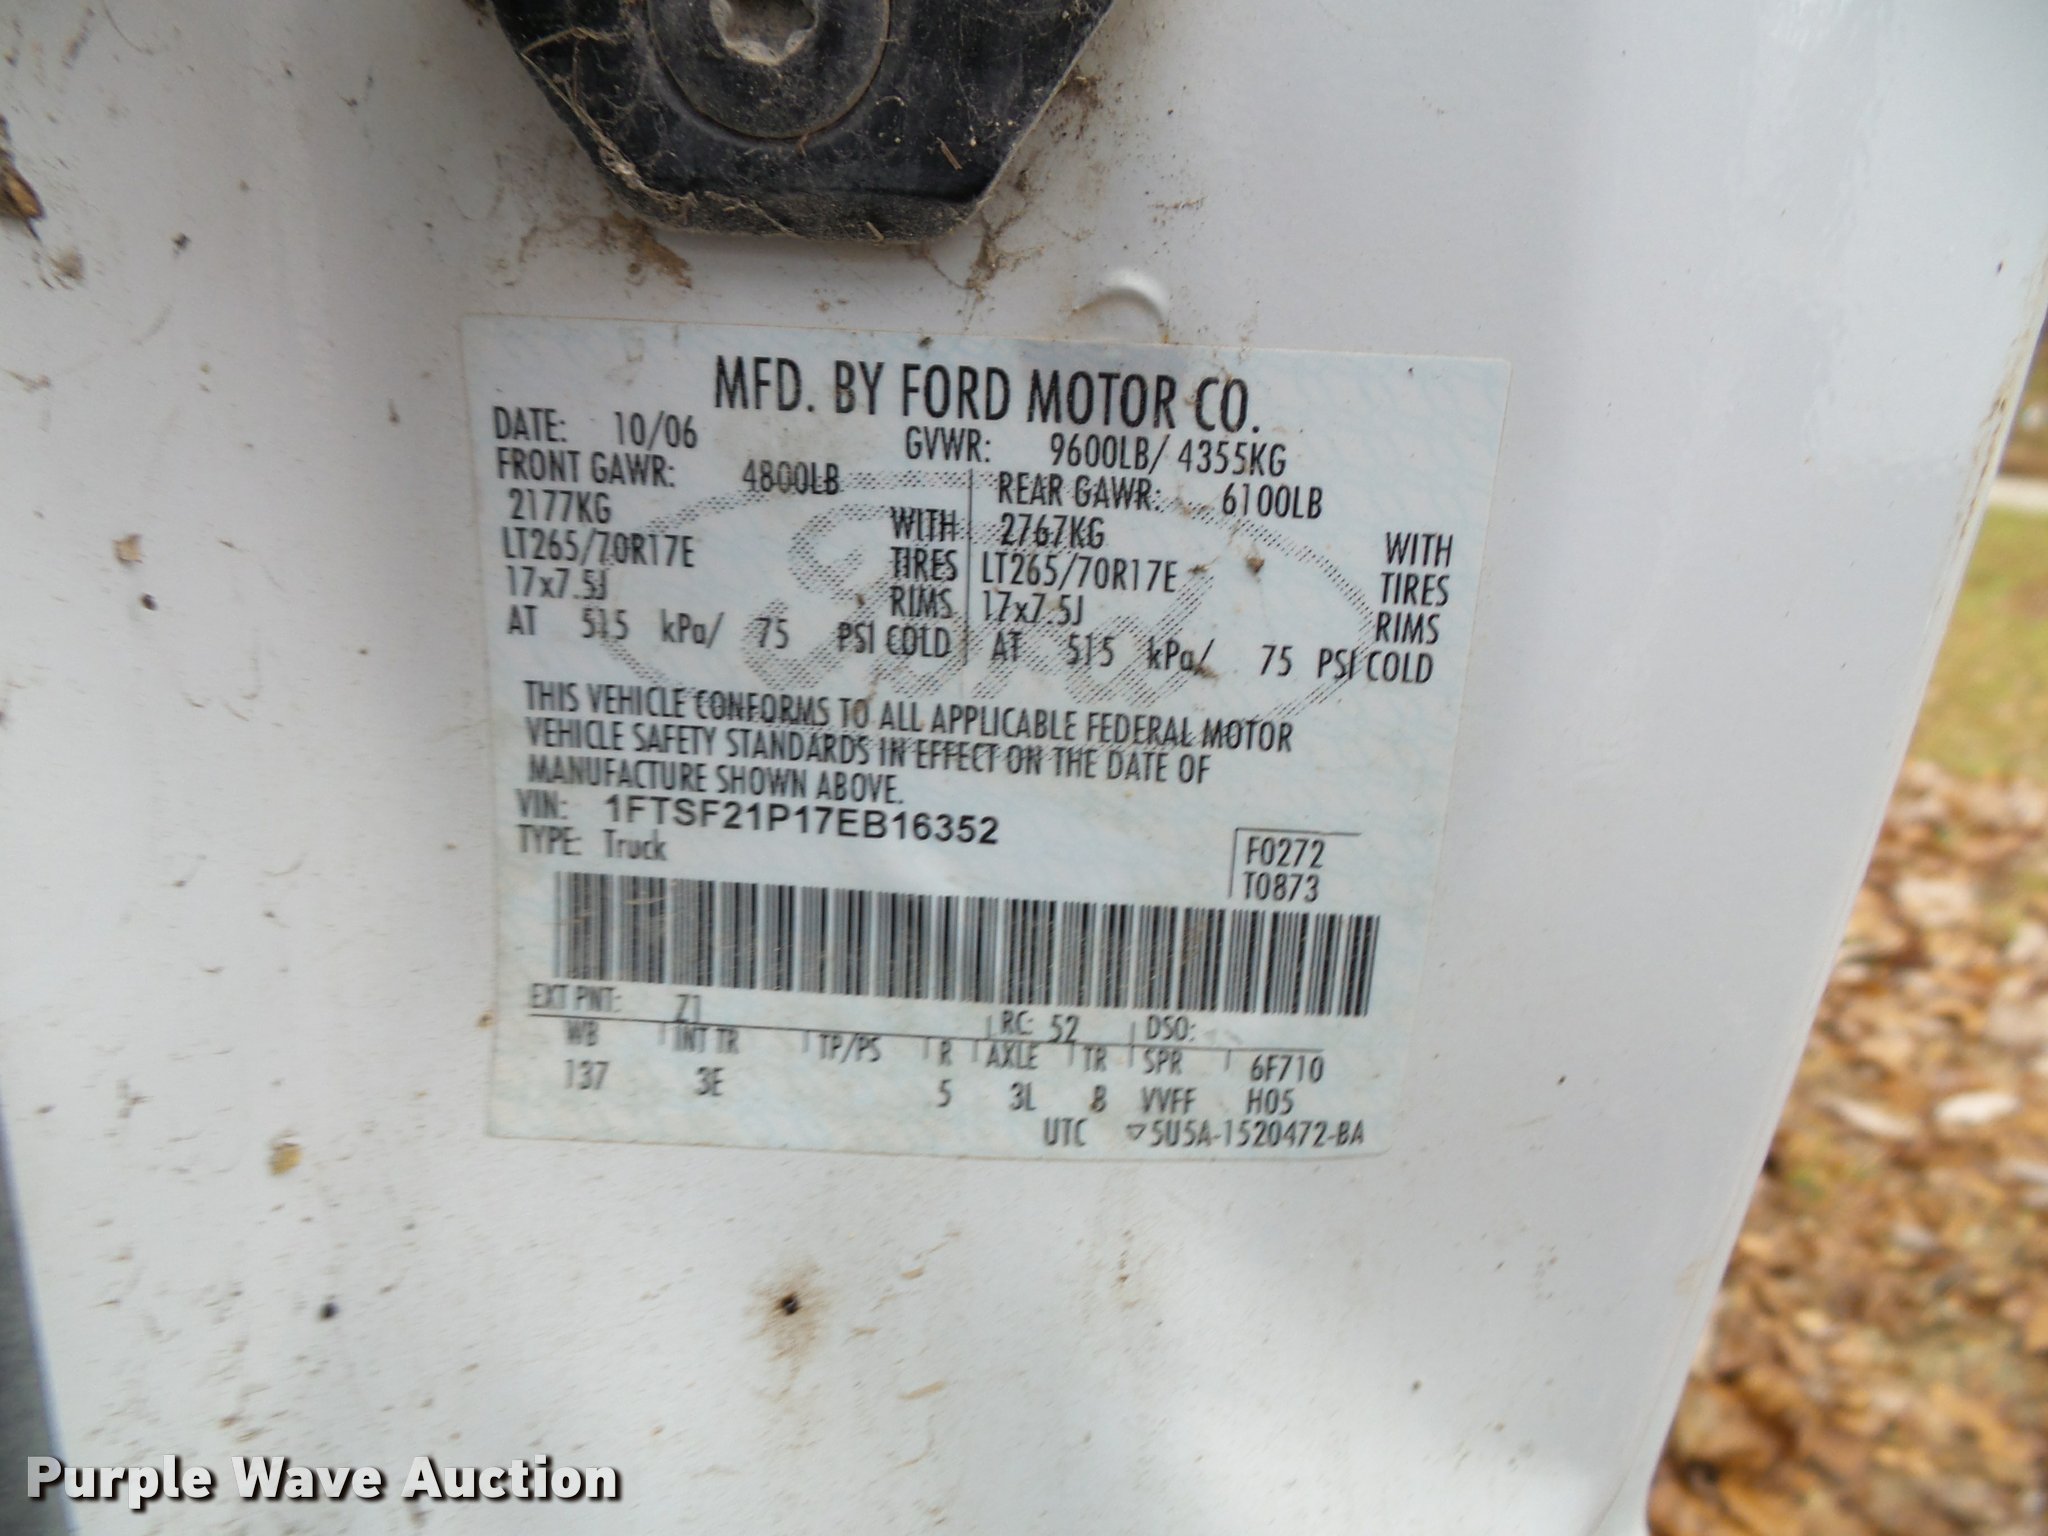 MFD. BY FORD MOTOR CO.
DATE: 10/06 GVWR: 9600LB/ 4355KG
FRONT GAWR: 4800LB REAR GAWR: 6100LB
2177KG WITH 2767KG WITH
LT265/70R17E TIRES LT265/70R17E TIRES
17x7.5J RIMS 17x7.5J RIMS
AT 515 kPa/ 75 PSI COLD AT 515 kPa/ 75 PSI COLD
THIS VEHICLE CONFORMS TO ALL APPLICABLE FEDERAL MOTOR
VEHICLE SAFETY STANDARDS IN EFFECT ON THE DATE OF
MANUFACTURE SHOWN ABOVE.
VIN: 1FTSF21P17EB16352
TYPE: Truck
F0272
T0873
EXT PNT: Z1 RC: 52 DSO:
WB INT TR TP/PS R AXLE TR SPR 6F710
137 3E 5 3L 8 VVFF H05
UTC ▽5U5A-1520472-BA
Purple Wave Auction